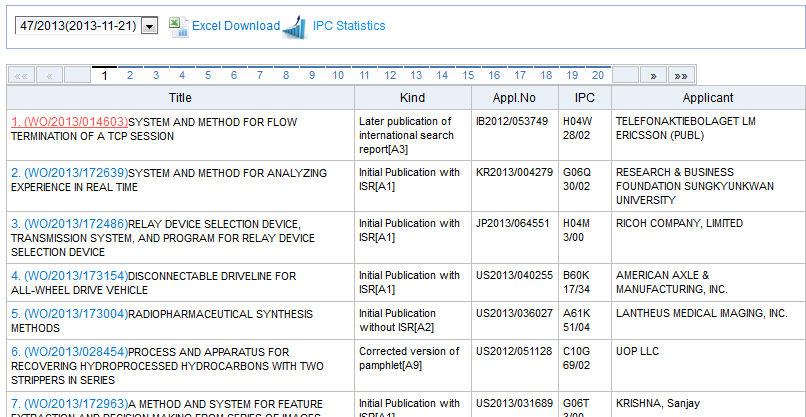 47/2013(2013-11-21) Excel Download IPC Statistics
«« « 1 2 3 4 5 6 7 8 9 10 11 12 13 14 15 16 17 18 19 20 » »»
Title Kind Appl.No IPC Applicant
1. (WO/2013/014603)SYSTEM AND METHOD FOR FLOW
TERMINATION OF A TCP SESSION
Later publication of
international search
report[A3]
IB2012/053749
H04W
28/02
TELEFONAKTIEBOLAGET LM
ERICSSON (PUBL)
2. (WO/2013/172639)SYSTEM AND METHOD FOR ANALYZING
EXPERIENCE IN REAL TIME
Initial Publication with
ISR[A1]
KR2013/004279
G06Q
30/02
RESEARCH & BUSINESS
FOUNDATION SUNGKYUNKWAN
UNIVERSITY
3. (WO/2013/172486)RELAY DEVICE SELECTION DEVICE,
TRANSMISSION SYSTEM, AND PROGRAM FOR RELAY DEVICE
SELECTION DEVICE
Initial Publication with
ISR[A1]
JP2013/064551
H04M
3/00
RICOH COMPANY, LIMITED
4. (WO/2013/173154)DISCONNECTABLE DRIVELINE FOR
ALL-WHEEL DRIVE VEHICLE
Initial Publication with
ISR[A1]
US2013/040255
B60K
17/34
AMERICAN AXLE &
MANUFACTURING, INC.
5. (WO/2013/173004)RADIOPHARMACEUTICAL SYNTHESIS
METHODS
Initial Publication
without ISR[A2]
US2013/036027
A61K
51/04
LANTHEUS MEDICAL IMAGING, INC.
6. (WO/2013/028454)PROCESS AND APPARATUS FOR
RECOVERING HYDROPROCESSED HYDROCARBONS WITH TWO
STRIPPERS IN SERIES
Corrected version of
pamphlet[A9]
US2012/051128
C10G
69/02
UOP LLC
7. (WO/2013/172963)A METHOD AND SYSTEM FOR FEATURE
EXTRACTION AND DECISION MAKING FROM SERIES OF IMAGES
Initial Publication with
ISR[A1]
US2013/031689
G06T
3/00
KRISHNA, Sanjay